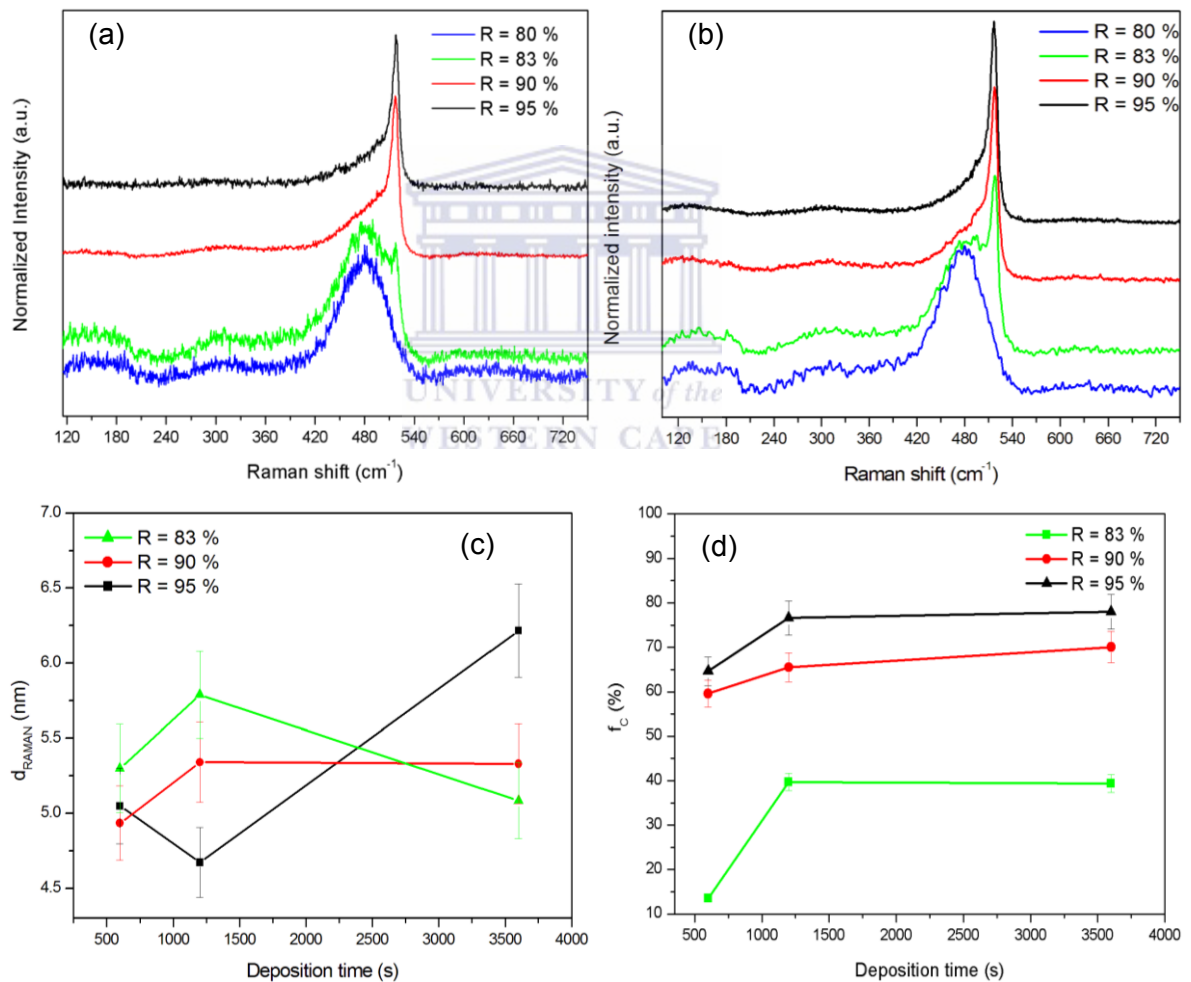 (a)
R = 80 %
R = 83 %
R = 90 %
R = 95 %
Normalized Intensity (a.u.)
120 180 240 300 360 420 480 540 600 660 720
Raman shift (cm⁻¹)
(b)
R = 80 %
R = 83 %
R = 90 %
R = 95 %
Normalized intensity (a.u.)
120 180 240 300 360 420 480 540 600 660 720
Raman shift (cm⁻¹)
UNIVERSITY of the
WESTERN CAPE
(c)
R = 83 %
R = 90 %
R = 95 %
d_RAMAN (nm)
7.0
6.5
6.0
5.5
5.0
4.5
500 1000 1500 2000 2500 3000 3500 4000
Deposition time (s)
(d)
R = 83 %
R = 90 %
R = 95 %
f_C (%)
100
90
80
70
60
50
40
30
20
10
500 1000 1500 2000 2500 3000 3500 4000
Deposition time (s)